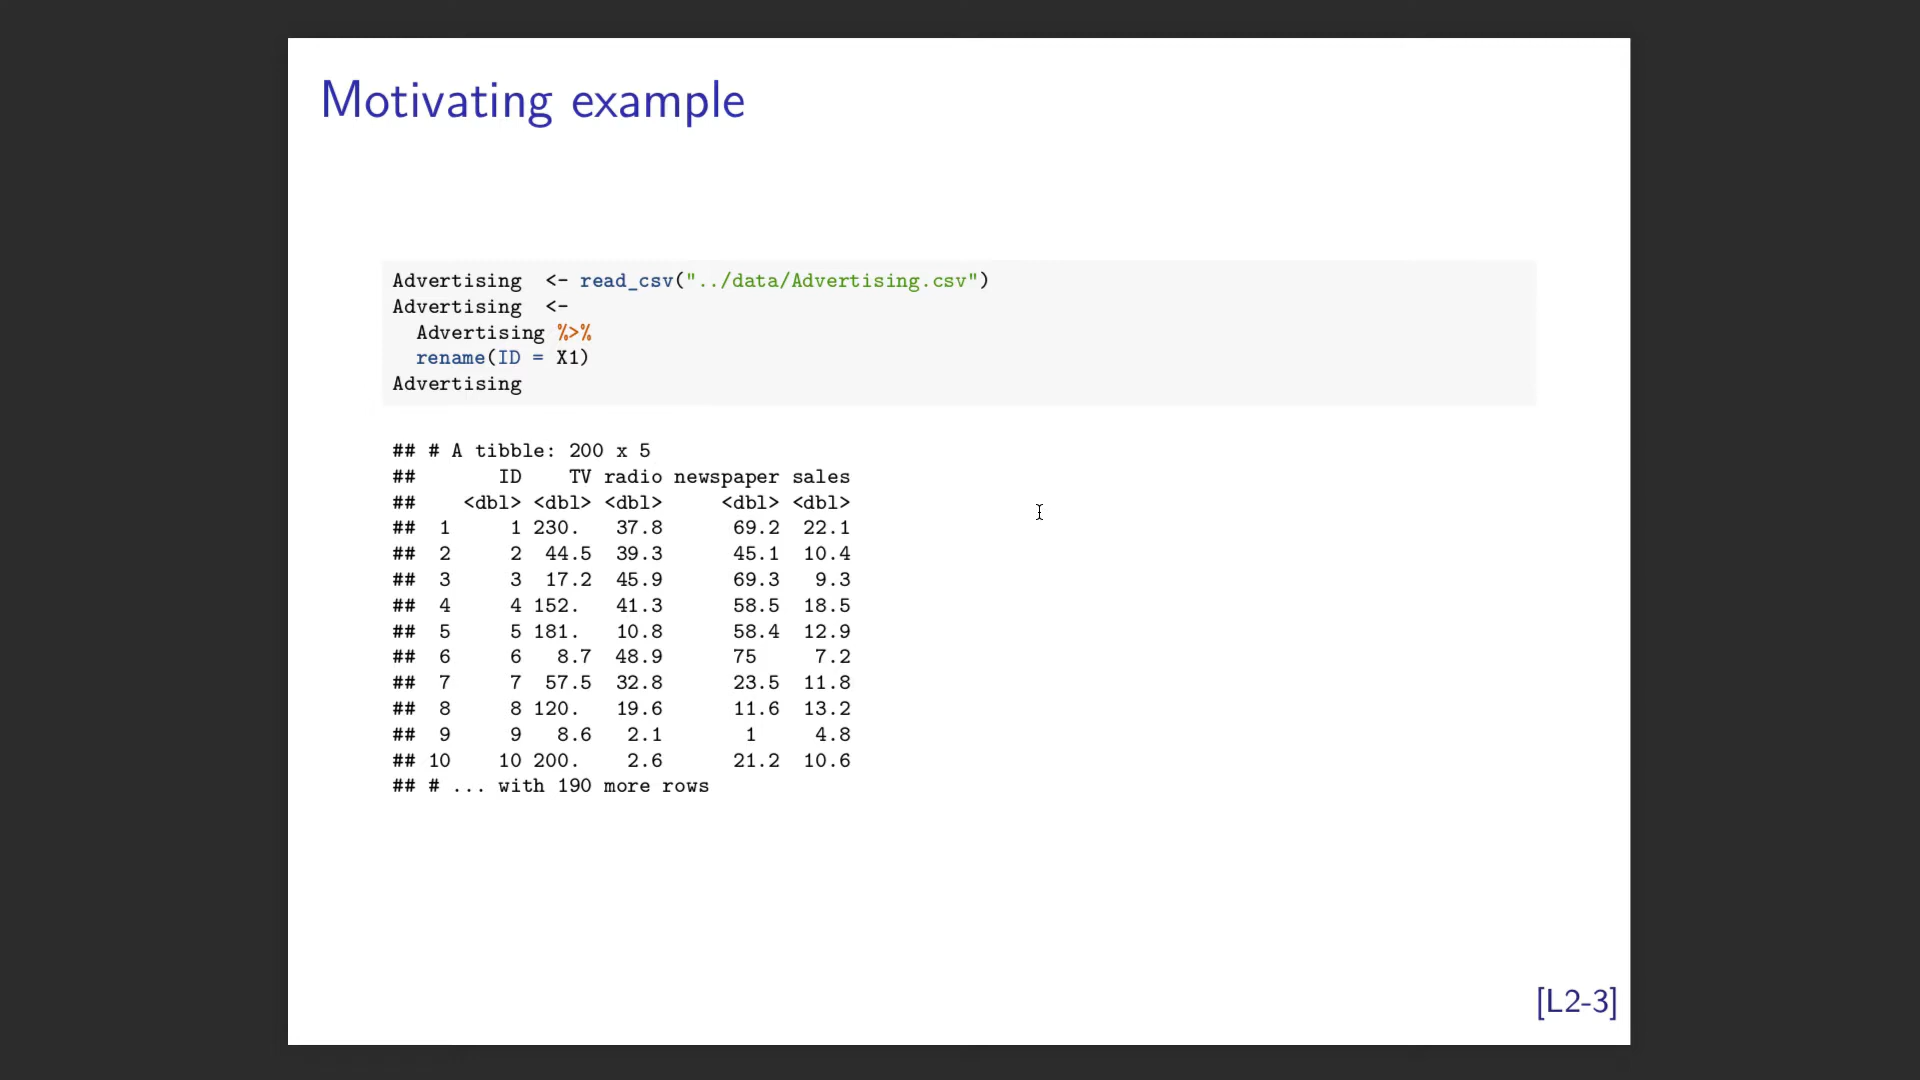 Motivating example
Advertising  <- read_csv("../data/Advertising.csv")
Advertising  <-
  Advertising %>%
  rename(ID = X1)
Advertising
## # A tibble: 200 x 5
##       ID    TV radio newspaper sales
##    <dbl> <dbl> <dbl>     <dbl> <dbl>
##  1     1 230.   37.8      69.2  22.1
##  2     2  44.5  39.3      45.1  10.4
##  3     3  17.2  45.9      69.3   9.3
##  4     4 152.   41.3      58.5  18.5
##  5     5 181.   10.8      58.4  12.9
##  6     6   8.7  48.9      75     7.2
##  7     7  57.5  32.8      23.5  11.8
##  8     8 120.   19.6      11.6  13.2
##  9     9   8.6   2.1       1     4.8
## 10    10 200.    2.6      21.2  10.6
## # ... with 190 more rows
[L2-3]